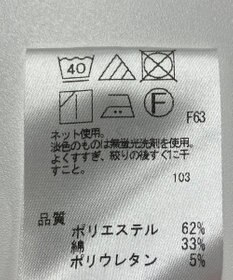 40
F
F63
ネット使用。
淡色のものは無蛍光洗剤を使用。
よくすすぎ、絞りの後すぐに干
すこと。
103
品質
ポリエステル 62%
綿 33%
ポリウレタン 5%